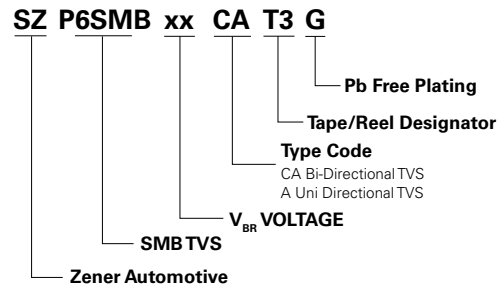 SZ P6SMB xx CA T3 G
Pb Free Plating
Tape/Reel Designator
Type Code
CA Bi-Directional TVS
A Uni Directional TVS
VBR VOLTAGE
SMB TVS
Zener Automotive